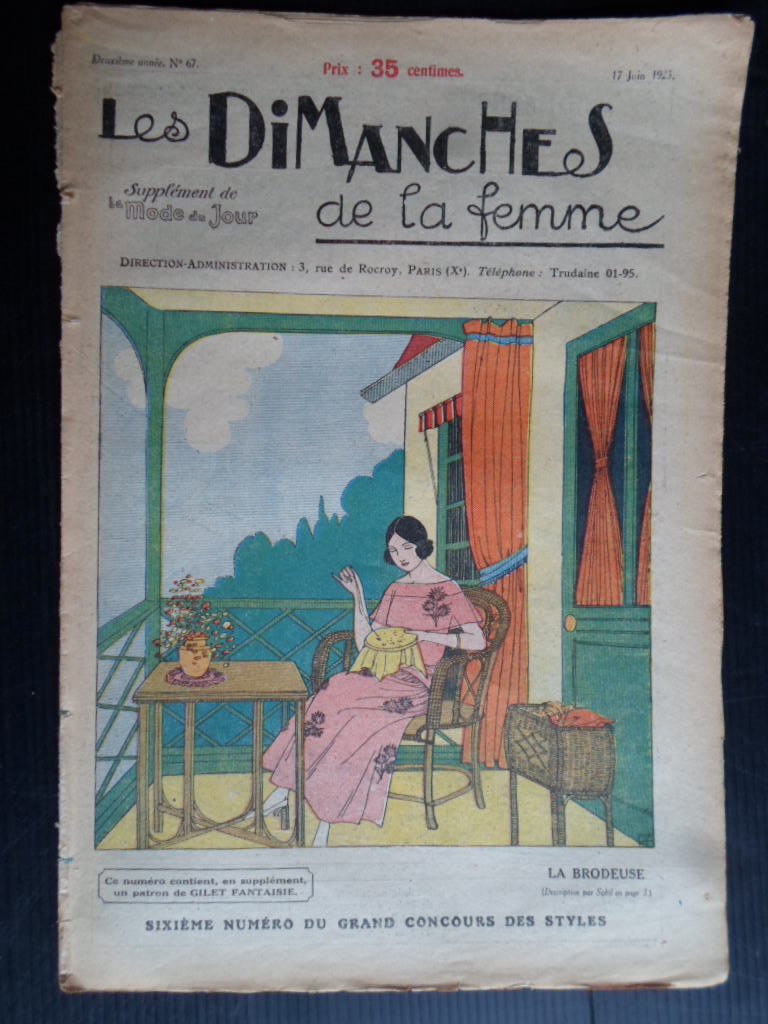 Deuxième année. N° 67.
Prix : 35 centimes.
17 Juin 1923.
Les DiMANCHES
de la femme
Supplément de
La Mode du Jour
DIRECTION-ADMINISTRATION : 3, rue de Rocroy, PARIS (Xe). Téléphone : Trudaine 01-95.
Ce numéro contient, en supplément,
un patron de GILET FANTAISIE.
LA BRODEUSE
(Description par Sybil en page 3.)
SIXIÈME NUMÉRO DU GRAND CONCOURS DES STYLES